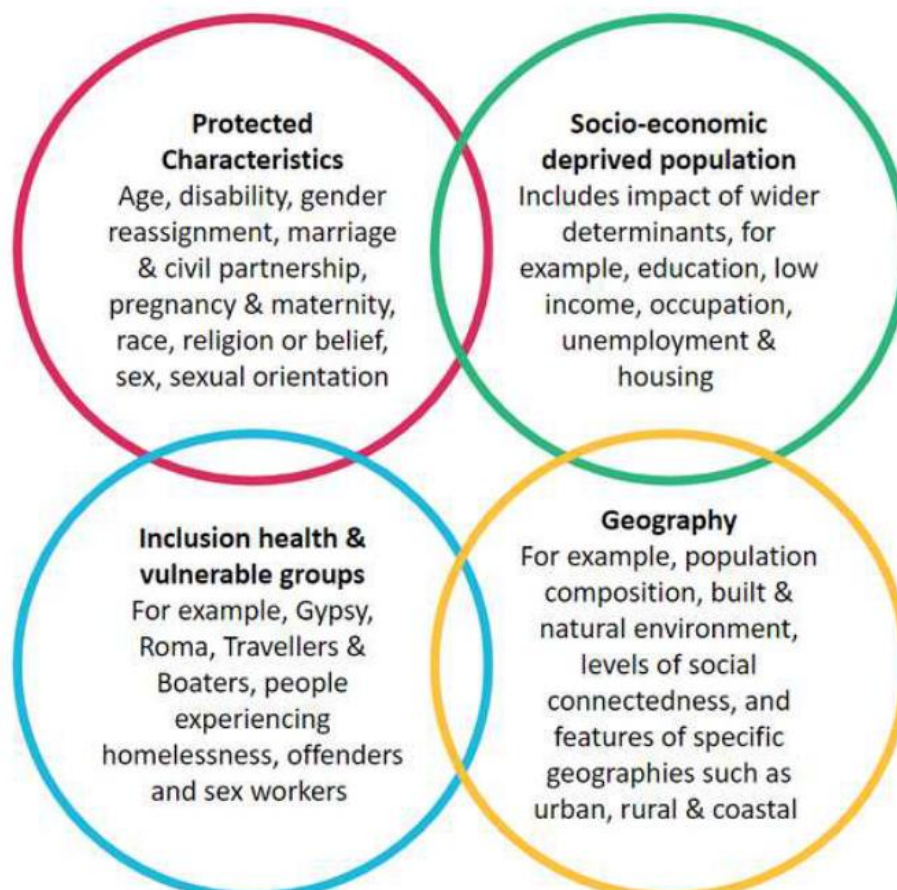 Protected
Characteristics
Age, disability, gender
reassignment, marriage
& civil partnership,
pregnancy & maternity,
race, religion or belief,
sex, sexual orientation
Socio-economic
deprived population
Includes impact of wider
determinants, for
example, education, low
income, occupation,
unemployment &
housing
Inclusion health &
vulnerable groups
For example, Gypsy,
Roma, Travellers &
Boaters, people
experiencing
homelessness, offenders
and sex workers
Geography
For example, population
composition, built &
natural environment,
levels of social
connectedness, and
features of specific
geographies such as
urban, rural & coastal